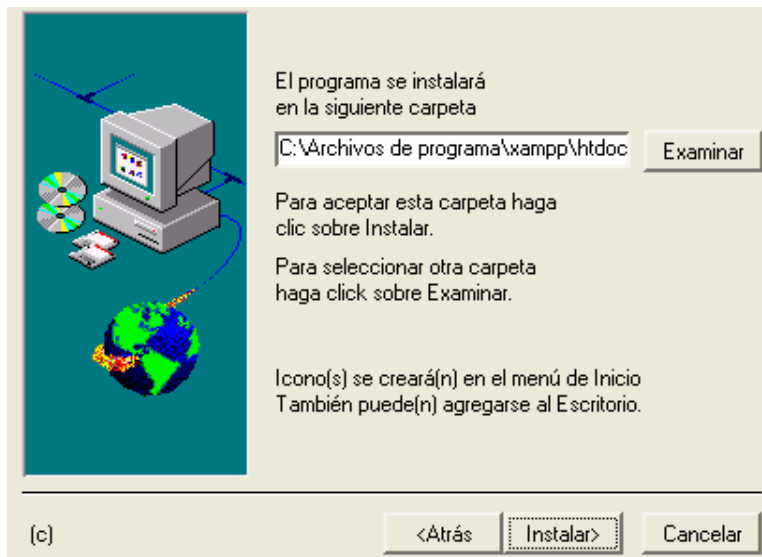 El programa se instalará
en la siguiente carpeta
C:\Archivos de programa\xampp\htdoc
Examinar
Para aceptar esta carpeta haga
clic sobre Instalar.
Para seleccionar otra carpeta
haga click sobre Examinar.
Icono(s) se creará(n) en el menú de Inicio
También puede(n) agregarse al Escritorio.
(c)
<Atrás
Instalar>
Cancelar